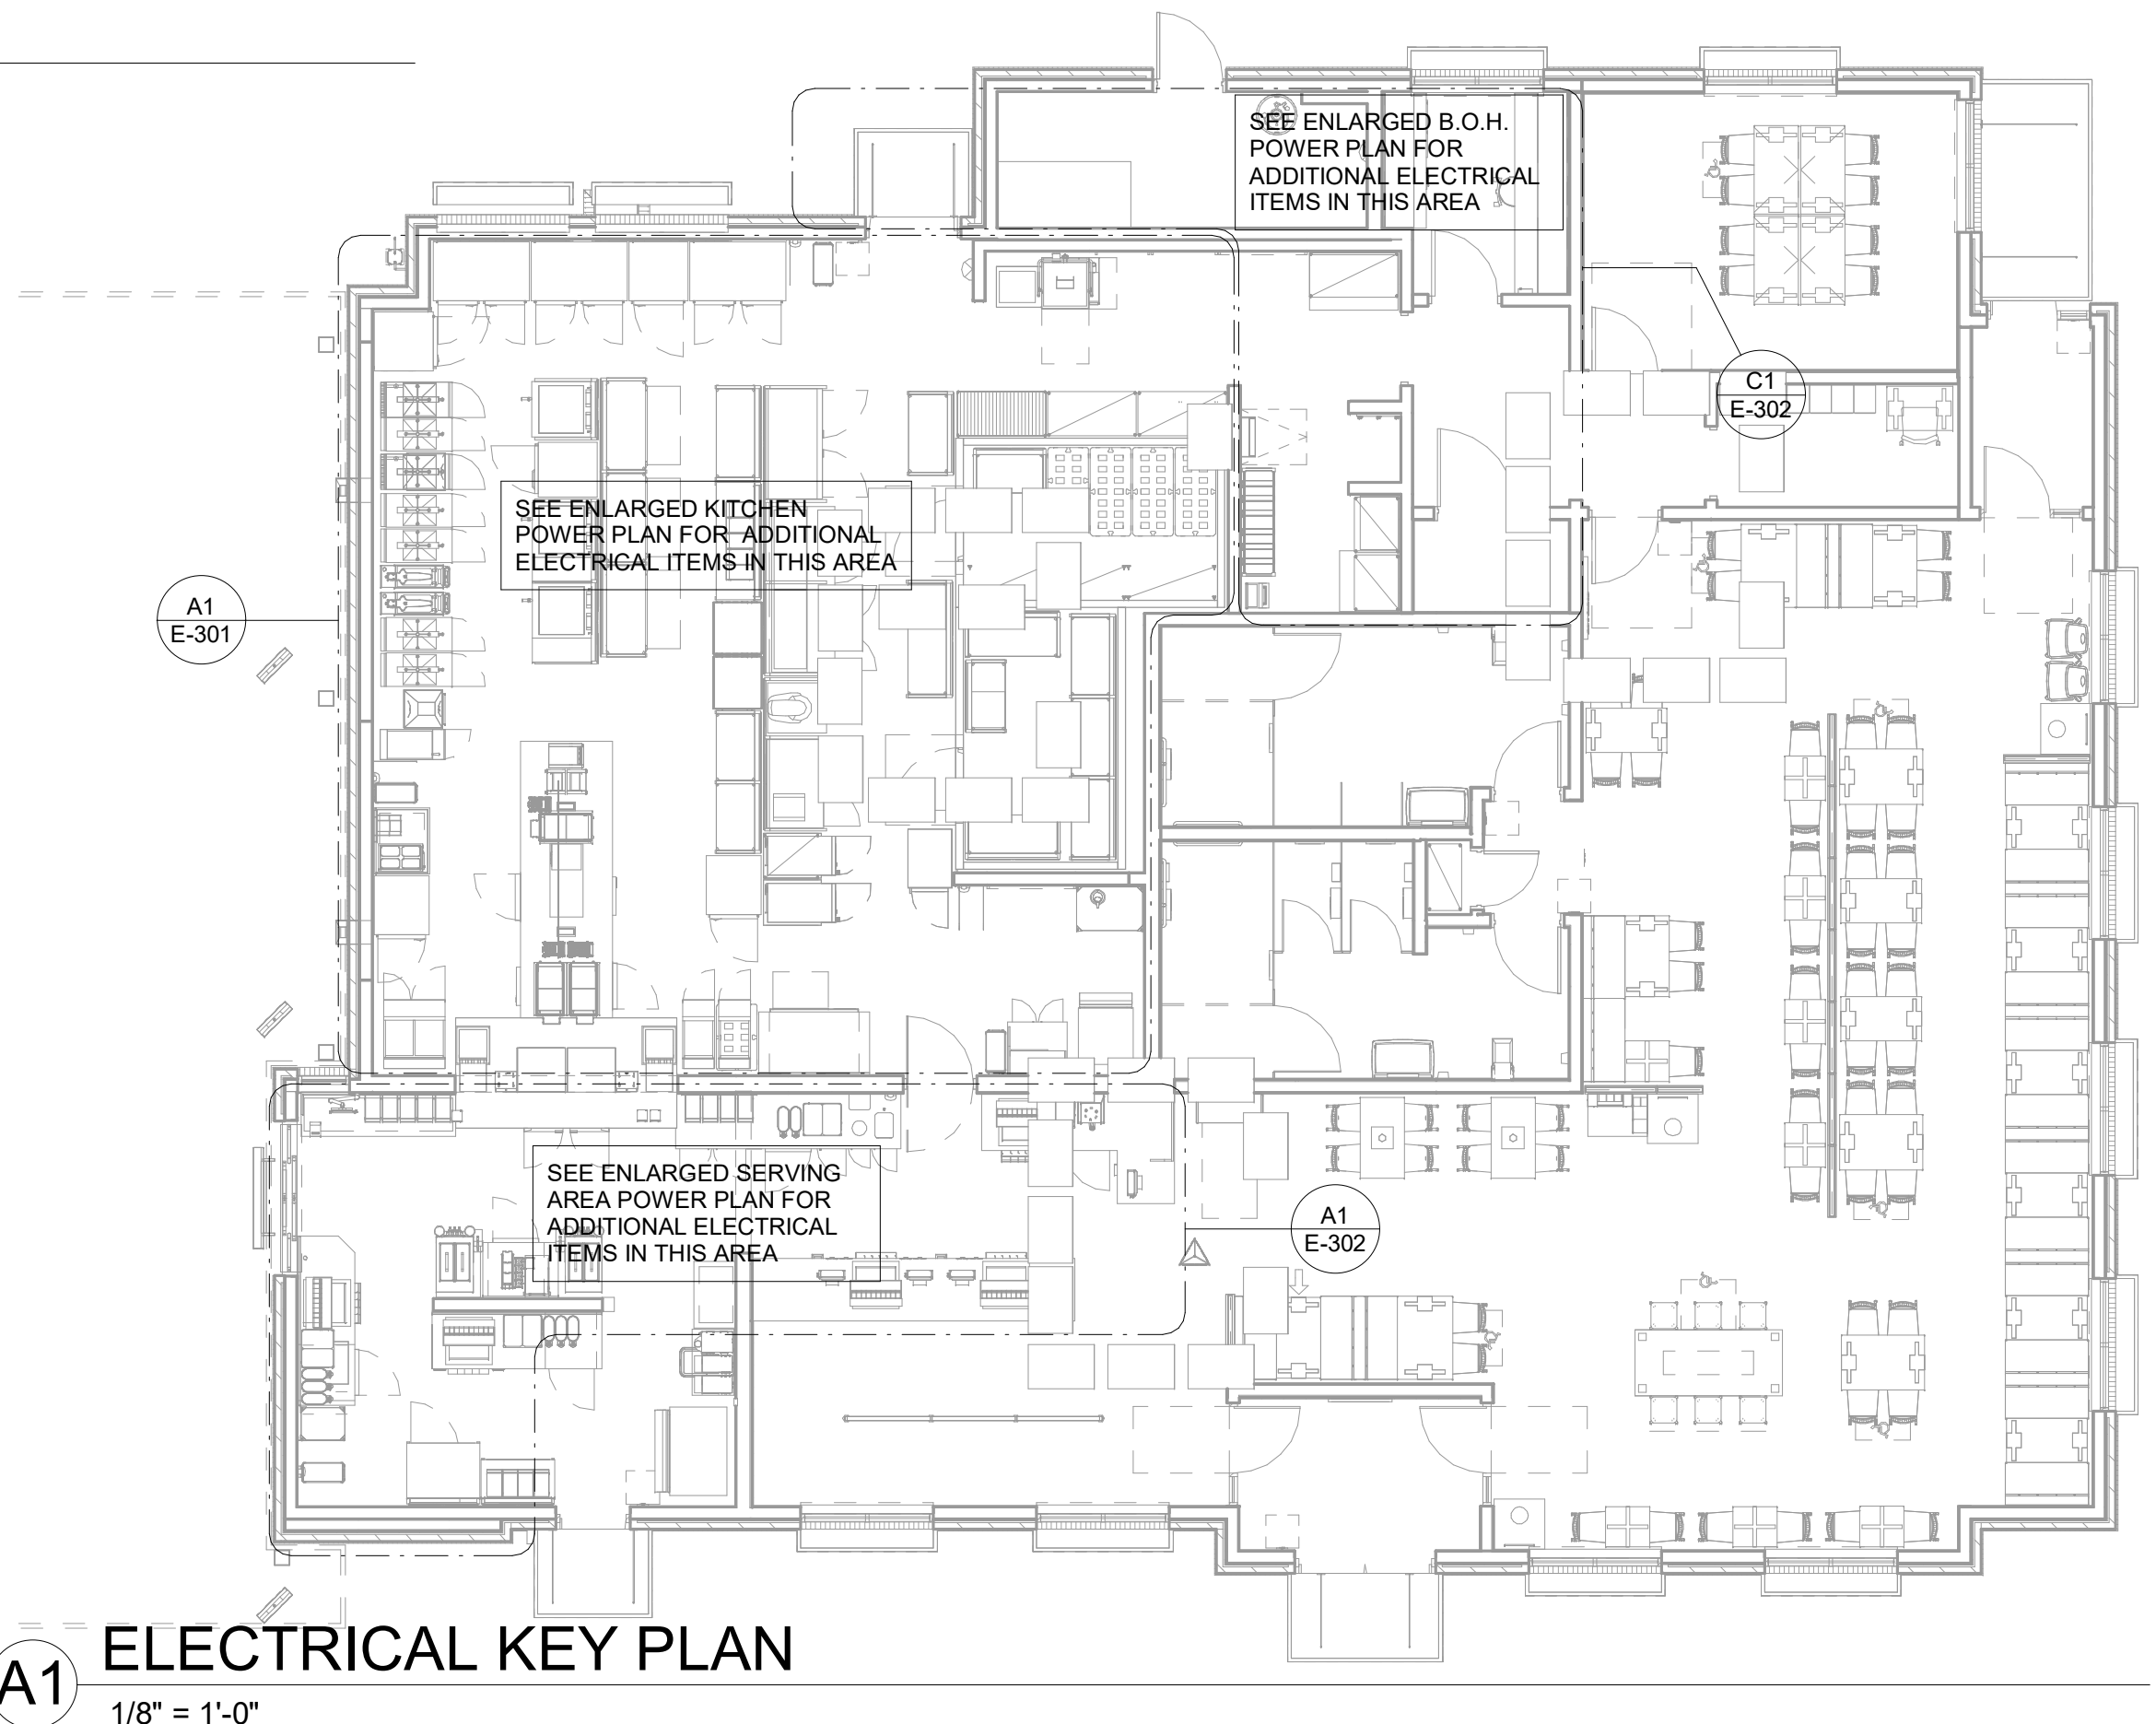 SEE ENLARGED B.O.H.
POWER PLAN FOR
ADDITIONAL ELECTRICAL
ITEMS IN THIS AREA
C1
E-302
SEE ENLARGED KITCHEN
POWER PLAN FOR  ADDITIONAL
ELECTRICAL ITEMS IN THIS AREA
A1
E-301
SEE ENLARGED SERVING
AREA POWER PLAN FOR
ADDITIONAL ELECTRICAL
ITEMS IN THIS AREA
A1
E-302
A1
ELECTRICAL KEY PLAN
1/8" = 1'-0"